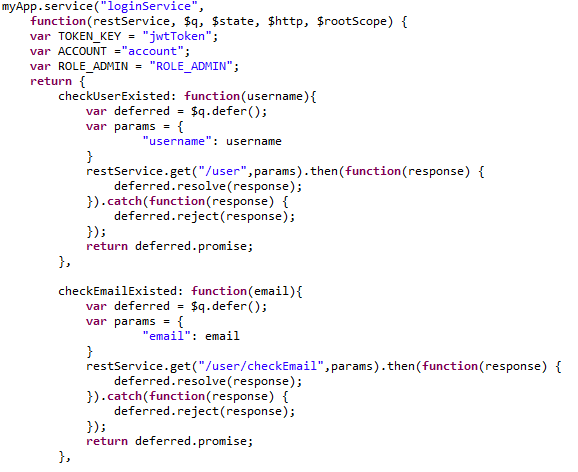 myApp.service("loginService",
    function(restService, $q, $state, $http, $rootScope) {
    var TOKEN_KEY = "jwtToken";
    var ACCOUNT ="account";
    var ROLE_ADMIN = "ROLE_ADMIN";
    return {
        checkUserExisted: function(username){
            var deferred = $q.defer();
            var params = {
                    "username": username
            }
            restService.get("/user",params).then(function(response) {
                deferred.resolve(response);
            }).catch(function(response) {
                deferred.reject(response);
            });
            return deferred.promise;
        },

        checkEmailExisted: function(email){
            var deferred = $q.defer();
            var params = {
                    "email": email
            }
            restService.get("/user/checkEmail",params).then(function(response) {
                deferred.resolve(response);
            }).catch(function(response) {
                deferred.reject(response);
            });
            return deferred.promise;
        },